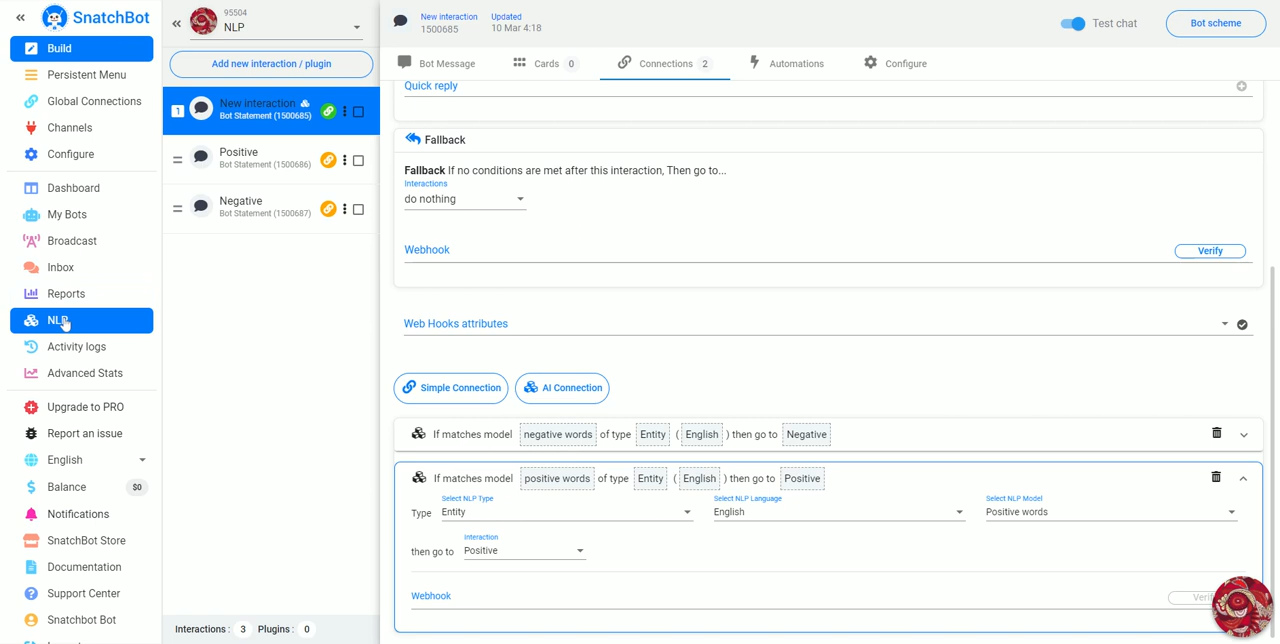 SnatchBot
Build
Persistent Menu
Global Connections
Channels
Configure
Dashboard
My Bots
Broadcast
Inbox
Reports
NLP
Activity logs
Advanced Stats
Upgrade to PRO
Report an issue
English
Balance $0
Notifications
SnatchBot Store
Documentation
Support Center
Snatchbot Bot
95504
NLP
Add new interaction / plugin
1 New interaction
Bot Statement (1500685)
Positive
Bot Statement (1500686)
Negative
Bot Statement (1500687)
Interactions : 3 Plugins : 0
New interaction
1500685
Updated
10 Mar 4:18
Test chat
Bot scheme
Bot Message
Cards 0
Connections 2
Automations
Configure
Quick reply
Fallback
Fallback If no conditions are met after this interaction, Then go to...
Interactions
do nothing
Webhook
Verify
Web Hooks attributes
Simple Connection
AI Connection
If matches model negative words of type Entity ( English ) then go to Negative
If matches model positive words of type Entity ( English ) then go to Positive
Select NLP Type
Select NLP Language
Select NLP Model
Type Entity
English
Positive words
Interaction
then go to Positive
Webhook